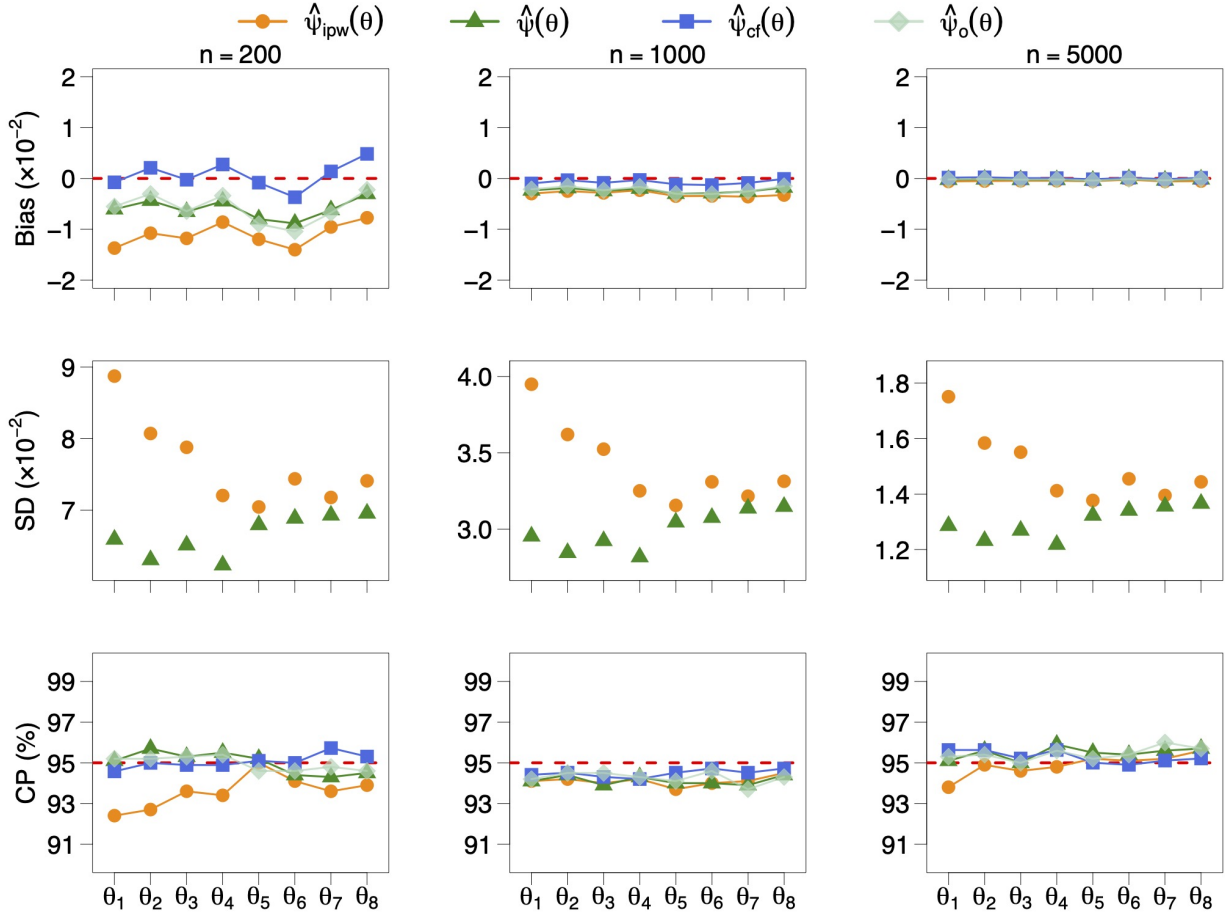 ψ̂ipw(θ) ψ̂(θ) ψ̂cf(θ) ψ̂o(θ)
n = 200 n = 1000 n = 5000
Bias (×10−2)
2 1 0 −1 −2
2 1 0 −1 −2
2 1 0 −1 −2
SD (×10−2)
9 8 7
4.0 3.5 3.0
1.8 1.6 1.4 1.2
CP (%)
99 97 95 93 91
99 97 95 93 91
99 97 95 93 91
θ1 θ2 θ3 θ4 θ5 θ6 θ7 θ8 θ1 θ2 θ3 θ4 θ5 θ6 θ7 θ8 θ1 θ2 θ3 θ4 θ5 θ6 θ7 θ8